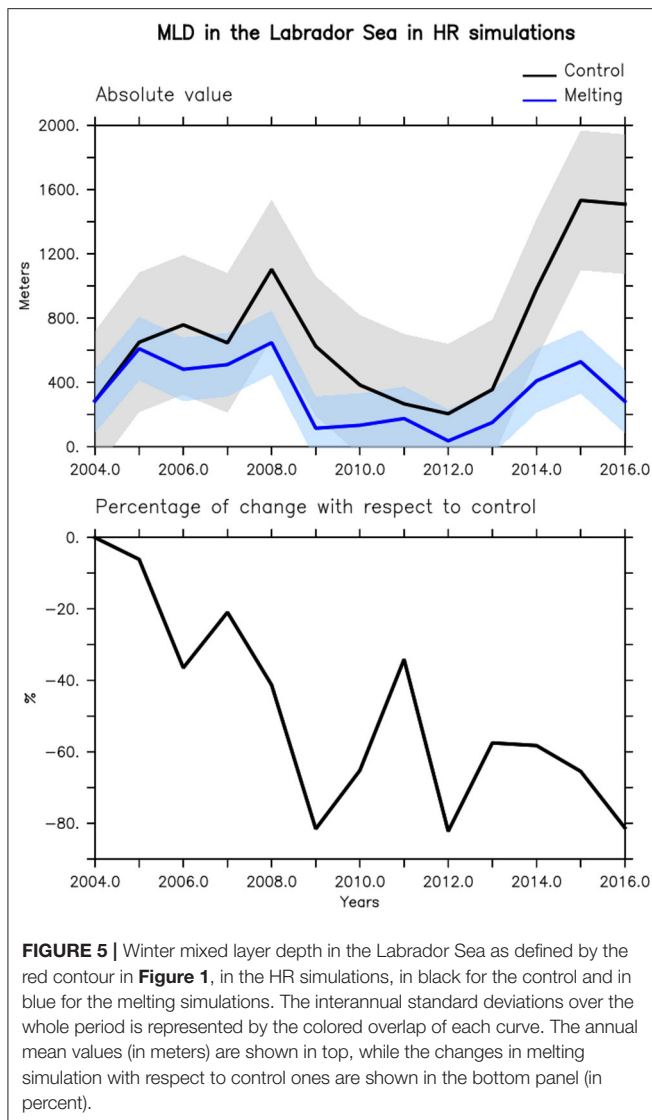 MLD in the Labrador Sea in HR simulations
Control
Melting
Absolute value
2000.
1600.
1200.
800.
400.
0.
Meters
2004.0 2006.0 2008.0 2010.0 2012.0 2014.0 2016.0
Percentage of change with respect to control
0.
−20.
−40.
−60.
−80.
%
2004.0 2006.0 2008.0 2010.0 2012.0 2014.0 2016.0
Years
FIGURE 5 | Winter mixed layer depth in the Labrador Sea as defined by the
red contour in Figure 1, in the HR simulations, in black for the control and in
blue for the melting simulations. The interannual standard deviations over the
whole period is represented by the colored overlap of each curve. The annual
mean values (in meters) are shown in top, while the changes in melting
simulation with respect to control ones are shown in the bottom panel (in
percent).